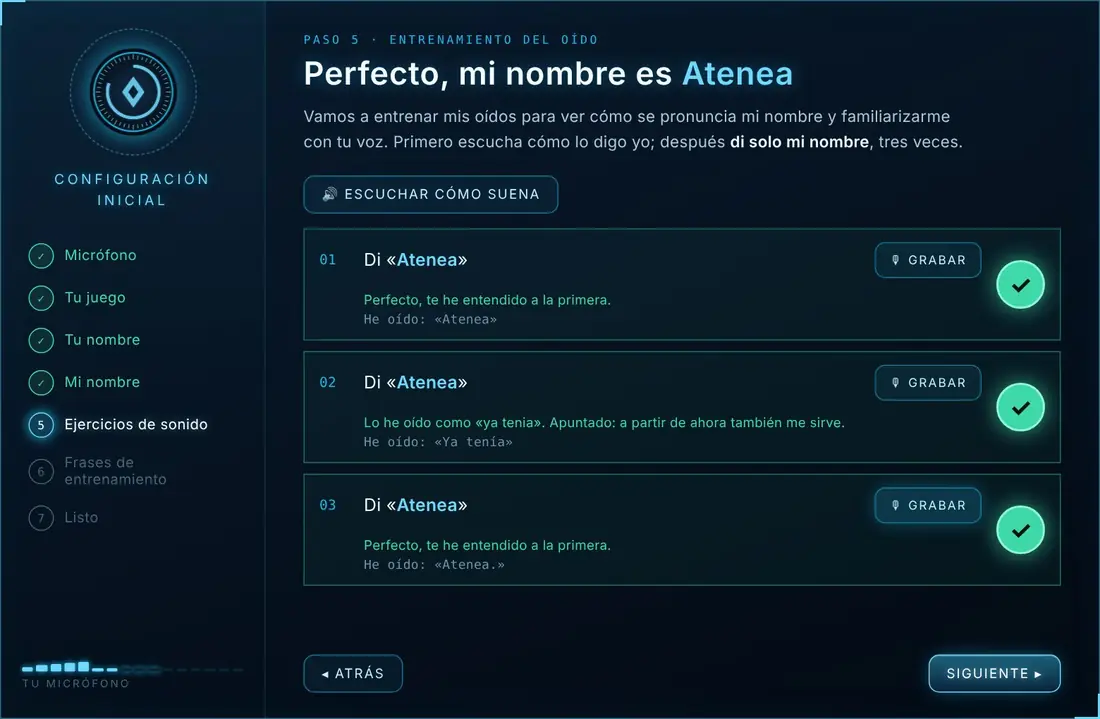 CONFIGURACIÓN
INICIAL
✓ Micrófono
✓ Tu juego
✓ Tu nombre
✓ Mi nombre
5 Ejercicios de sonido
6 Frases de
entrenamiento
7 Listo
TU MICRÓFONO
PASO 5 · ENTRENAMIENTO DEL OÍDO
Perfecto, mi nombre es Atenea
Vamos a entrenar mis oídos para ver cómo se pronuncia mi nombre y familiarizarme
con tu voz. Primero escucha cómo lo digo yo; después di solo mi nombre, tres veces.
🔊 ESCUCHAR CÓMO SUENA
01 Di «Atenea» 🎙 GRABAR ✓
Perfecto, te he entendido a la primera.
He oído: «Atenea»
02 Di «Atenea» 🎙 GRABAR ✓
Lo he oído como «ya tenia». Apuntado: a partir de ahora también me sirve.
He oído: «Ya tenía»
03 Di «Atenea» 🎙 GRABAR ✓
Perfecto, te he entendido a la primera.
He oído: «Atenea.»
◂ ATRÁS
SIGUIENTE ▸